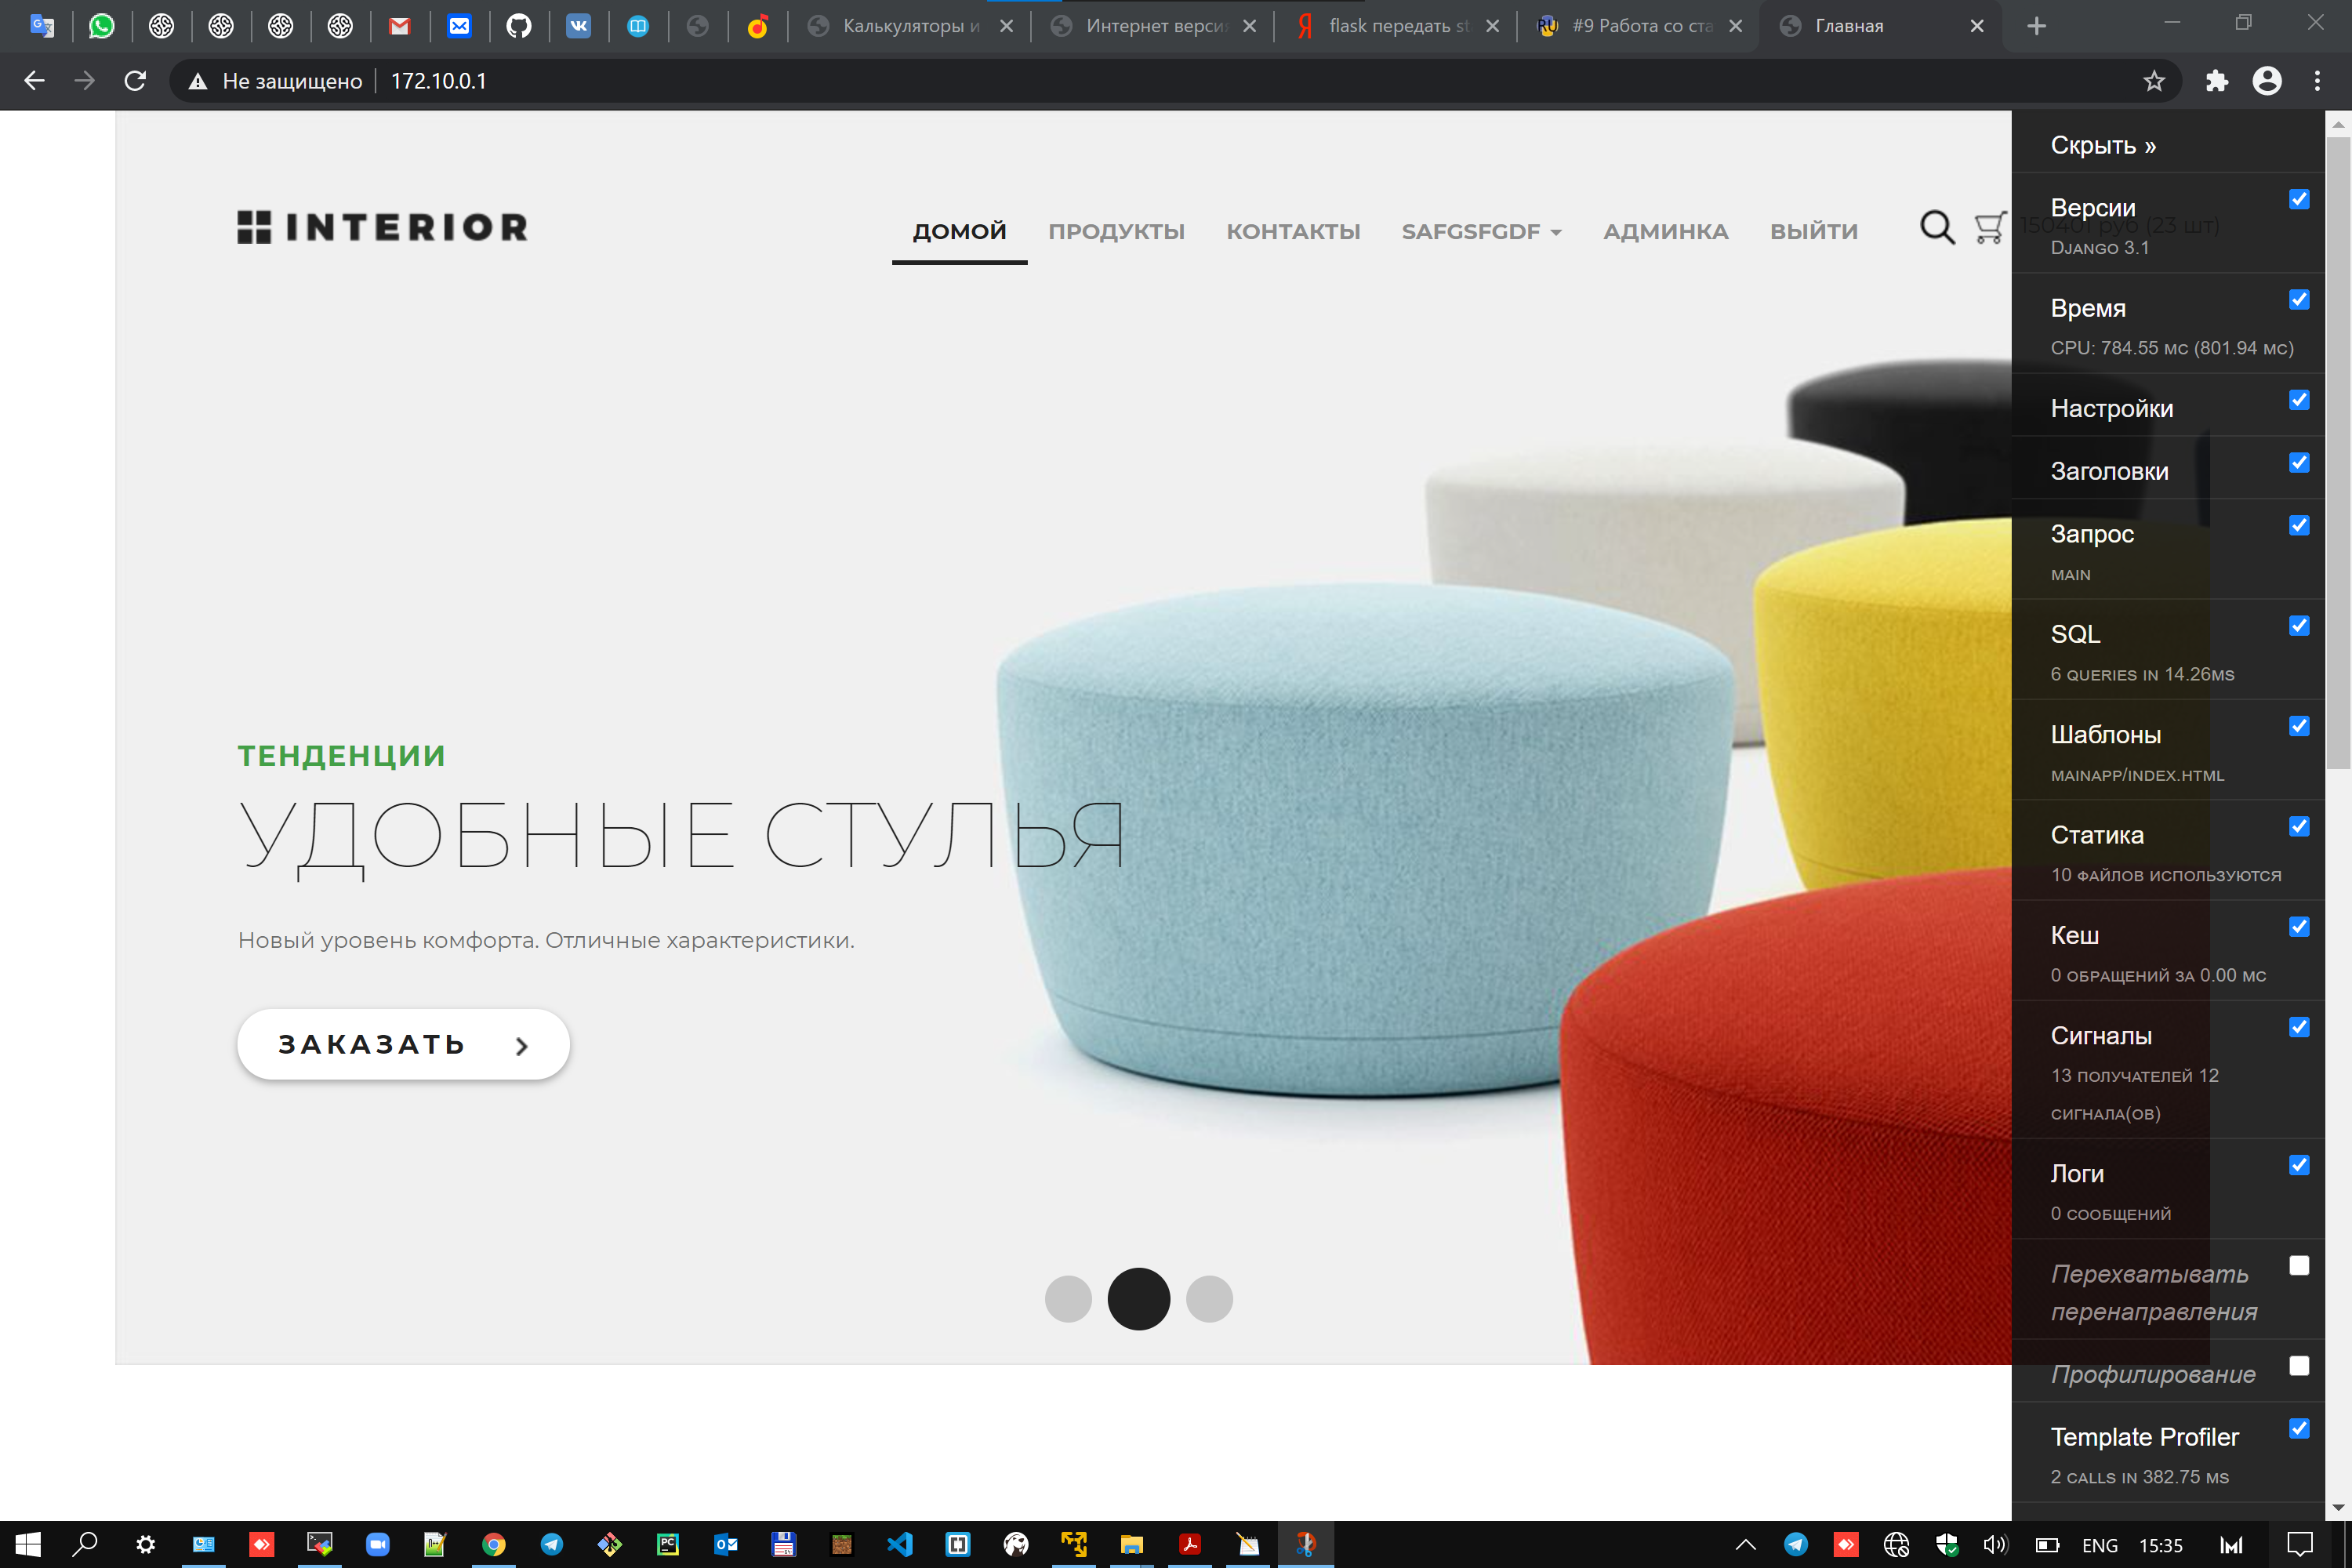 Калькуляторы и
Интернет верси
flask передать st
#9 Работа со ста
Главная
Не защищено
172.10.0.1
INTERIOR
ДОМОЙ
ПРОДУКТЫ
КОНТАКТЫ
SAFGSFGDF
АДМИНКА
ВЫЙТИ
150401 руб (23 шт)
ТЕНДЕНЦИИ
УДОБНЫЕ СТУЛЬЯ
Новый уровень комфорта. Отличные характеристики.
ЗАКАЗАТЬ
Скрыть »
Версии
Django 3.1
Время
CPU: 784.55 мс (801.94 мс)
Настройки
Заголовки
Запрос
main
SQL
6 queries in 14.26ms
Шаблоны
mainapp/index.html
Статика
10 файлов используются
Кеш
0 обращений за 0.00 мс
Сигналы
13 получателей 12
сигнала(ов)
Логи
0 сообщений
Перехватывать
перенаправления
Профилирование
Template Profiler
2 calls in 382.75 ms
ENG
15:35